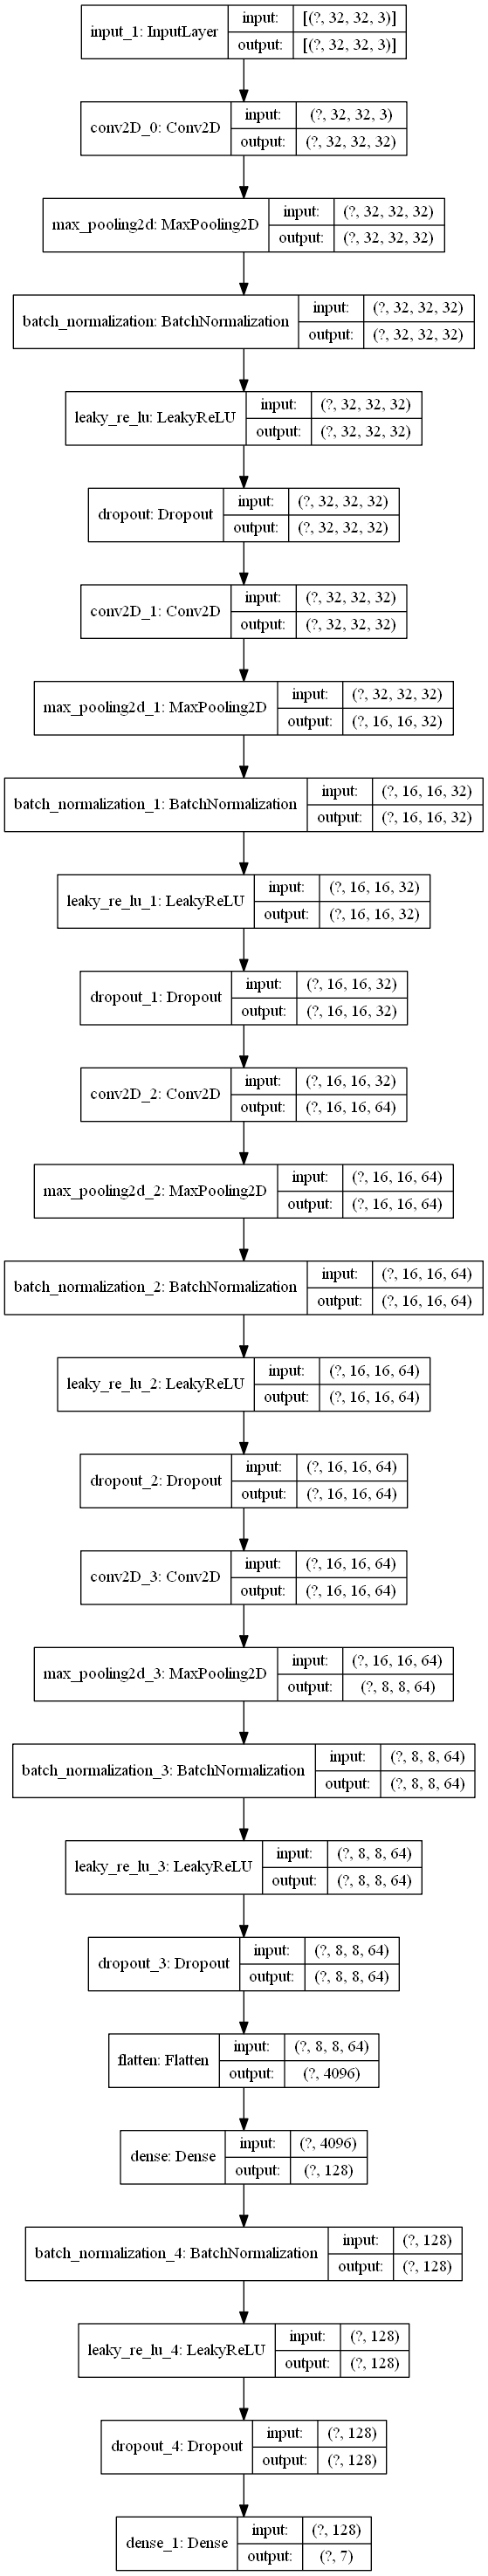 input_1: InputLayer
input: [(?, 32, 32, 3)]
output: [(?, 32, 32, 3)]
conv2D_0: Conv2D
input: (?, 32, 32, 3)
output: (?, 32, 32, 32)
max_pooling2d: MaxPooling2D
input: (?, 32, 32, 32)
output: (?, 32, 32, 32)
batch_normalization: BatchNormalization
input: (?, 32, 32, 32)
output: (?, 32, 32, 32)
leaky_re_lu: LeakyReLU
input: (?, 32, 32, 32)
output: (?, 32, 32, 32)
dropout: Dropout
input: (?, 32, 32, 32)
output: (?, 32, 32, 32)
conv2D_1: Conv2D
input: (?, 32, 32, 32)
output: (?, 32, 32, 32)
max_pooling2d_1: MaxPooling2D
input: (?, 32, 32, 32)
output: (?, 16, 16, 32)
batch_normalization_1: BatchNormalization
input: (?, 16, 16, 32)
output: (?, 16, 16, 32)
leaky_re_lu_1: LeakyReLU
input: (?, 16, 16, 32)
output: (?, 16, 16, 32)
dropout_1: Dropout
input: (?, 16, 16, 32)
output: (?, 16, 16, 32)
conv2D_2: Conv2D
input: (?, 16, 16, 32)
output: (?, 16, 16, 64)
max_pooling2d_2: MaxPooling2D
input: (?, 16, 16, 64)
output: (?, 16, 16, 64)
batch_normalization_2: BatchNormalization
input: (?, 16, 16, 64)
output: (?, 16, 16, 64)
leaky_re_lu_2: LeakyReLU
input: (?, 16, 16, 64)
output: (?, 16, 16, 64)
dropout_2: Dropout
input: (?, 16, 16, 64)
output: (?, 16, 16, 64)
conv2D_3: Conv2D
input: (?, 16, 16, 64)
output: (?, 16, 16, 64)
max_pooling2d_3: MaxPooling2D
input: (?, 16, 16, 64)
output: (?, 8, 8, 64)
batch_normalization_3: BatchNormalization
input: (?, 8, 8, 64)
output: (?, 8, 8, 64)
leaky_re_lu_3: LeakyReLU
input: (?, 8, 8, 64)
output: (?, 8, 8, 64)
dropout_3: Dropout
input: (?, 8, 8, 64)
output: (?, 8, 8, 64)
flatten: Flatten
input: (?, 8, 8, 64)
output: (?, 4096)
dense: Dense
input: (?, 4096)
output: (?, 128)
batch_normalization_4: BatchNormalization
input: (?, 128)
output: (?, 128)
leaky_re_lu_4: LeakyReLU
input: (?, 128)
output: (?, 128)
dropout_4: Dropout
input: (?, 128)
output: (?, 128)
dense_1: Dense
input: (?, 128)
output: (?, 7)